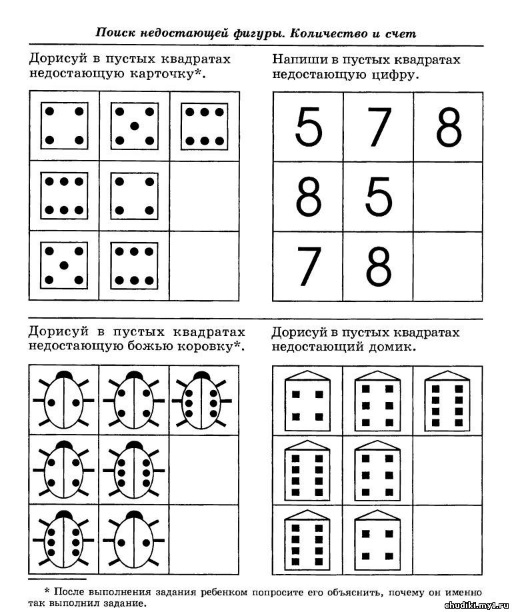 Поиск недостающей фигуры. Количество и счет
Дорисуй в пустых квадратах
недостающую карточку*.
Напиши в пустых квадратах
недостающую цифру.
5 7 8
8 5
7 8
Дорисуй в пустых квадратах
недостающую божью коровку*.
Дорисуй в пустых квадратах
недостающий домик.
* После выполнения задания ребенком попросите его объяснить, почему он именно
так выполнил задание.
chudiki.my1.ru